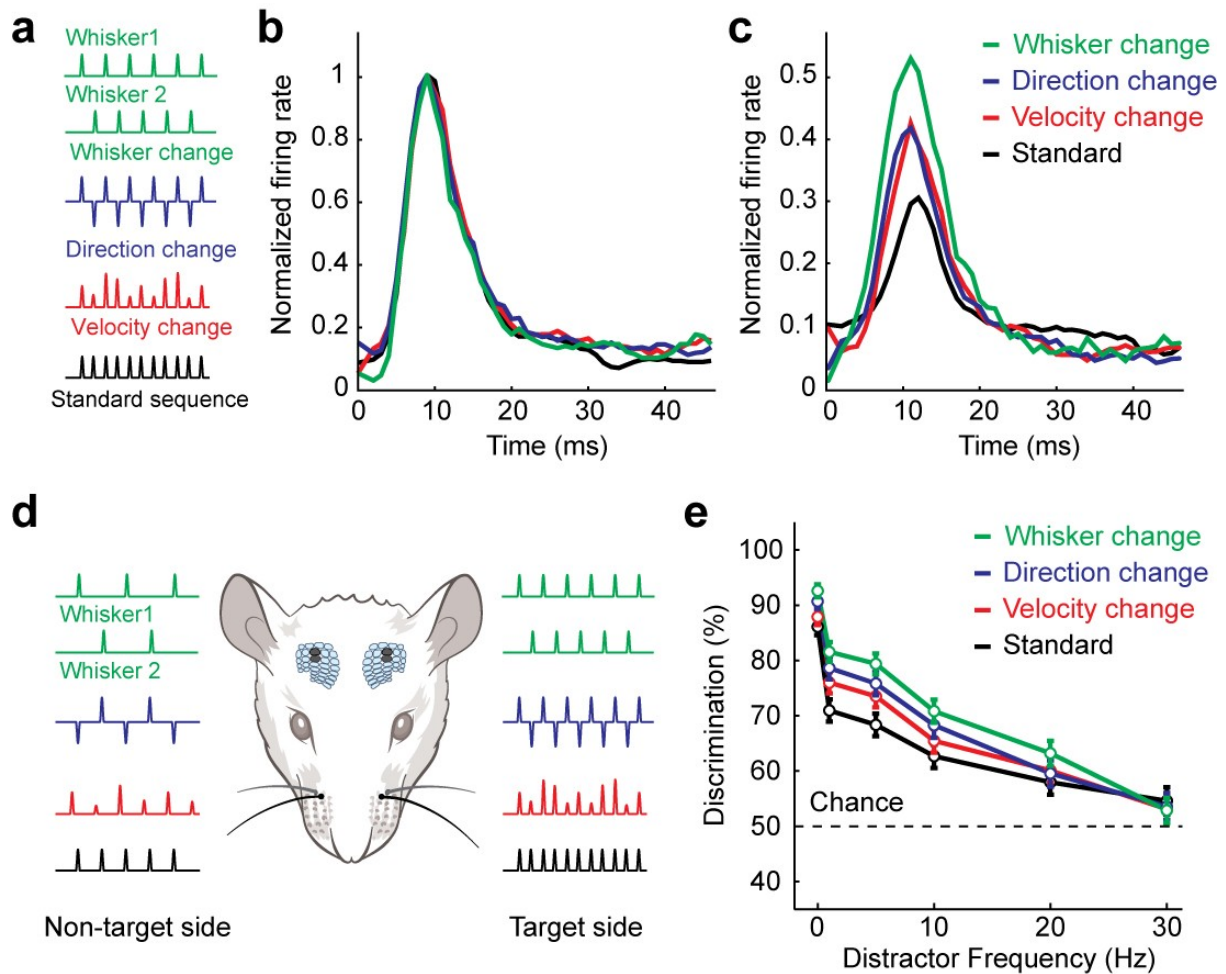 a
Whisker1
Whisker 2
Whisker change
Direction change
Velocity change
Standard sequence
b
Normalized firing rate
1
0.8
0.6
0.4
0.2
0
0 10 20 30 40
Time (ms)
c
Whisker change
Direction change
Velocity change
Standard
Normalized firing rate
0.5
0.4
0.3
0.2
0.1
0
0 10 20 30 40
Time (ms)
d
Whisker1
Whisker 2
Non-target side
Target side
e
Whisker change
Direction change
Velocity change
Standard
Discrimination (%)
100
90
80
70
60
50
40
Chance
0 10 20 30
Distractor Frequency (Hz)